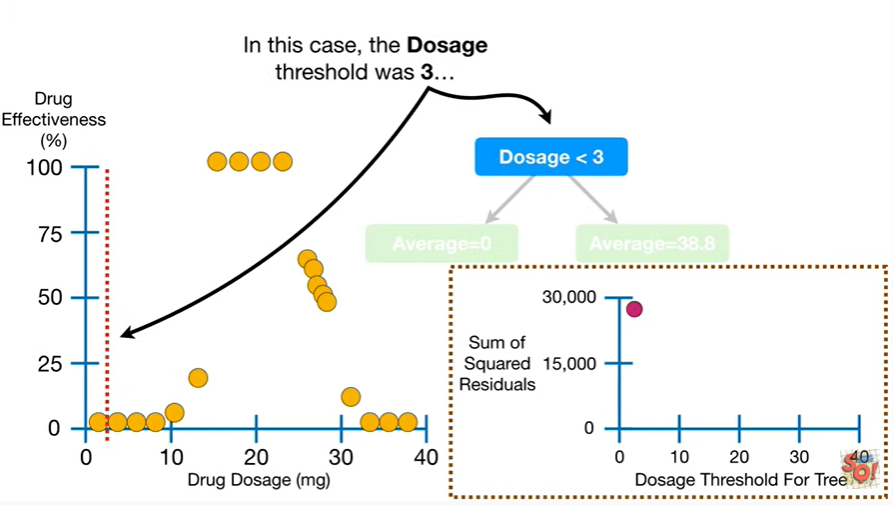 In this case, the Dosage
threshold was 3...
Drug
Effectiveness
(%)
100
75
50
25
0
0 10 20 30 40
Drug Dosage (mg)
Dosage < 3
Average=0 Average=38.8
Sum of
Squared
Residuals
30,000
15,000
0
0 10 20 30 40
Dosage Threshold For Tree
SQ!